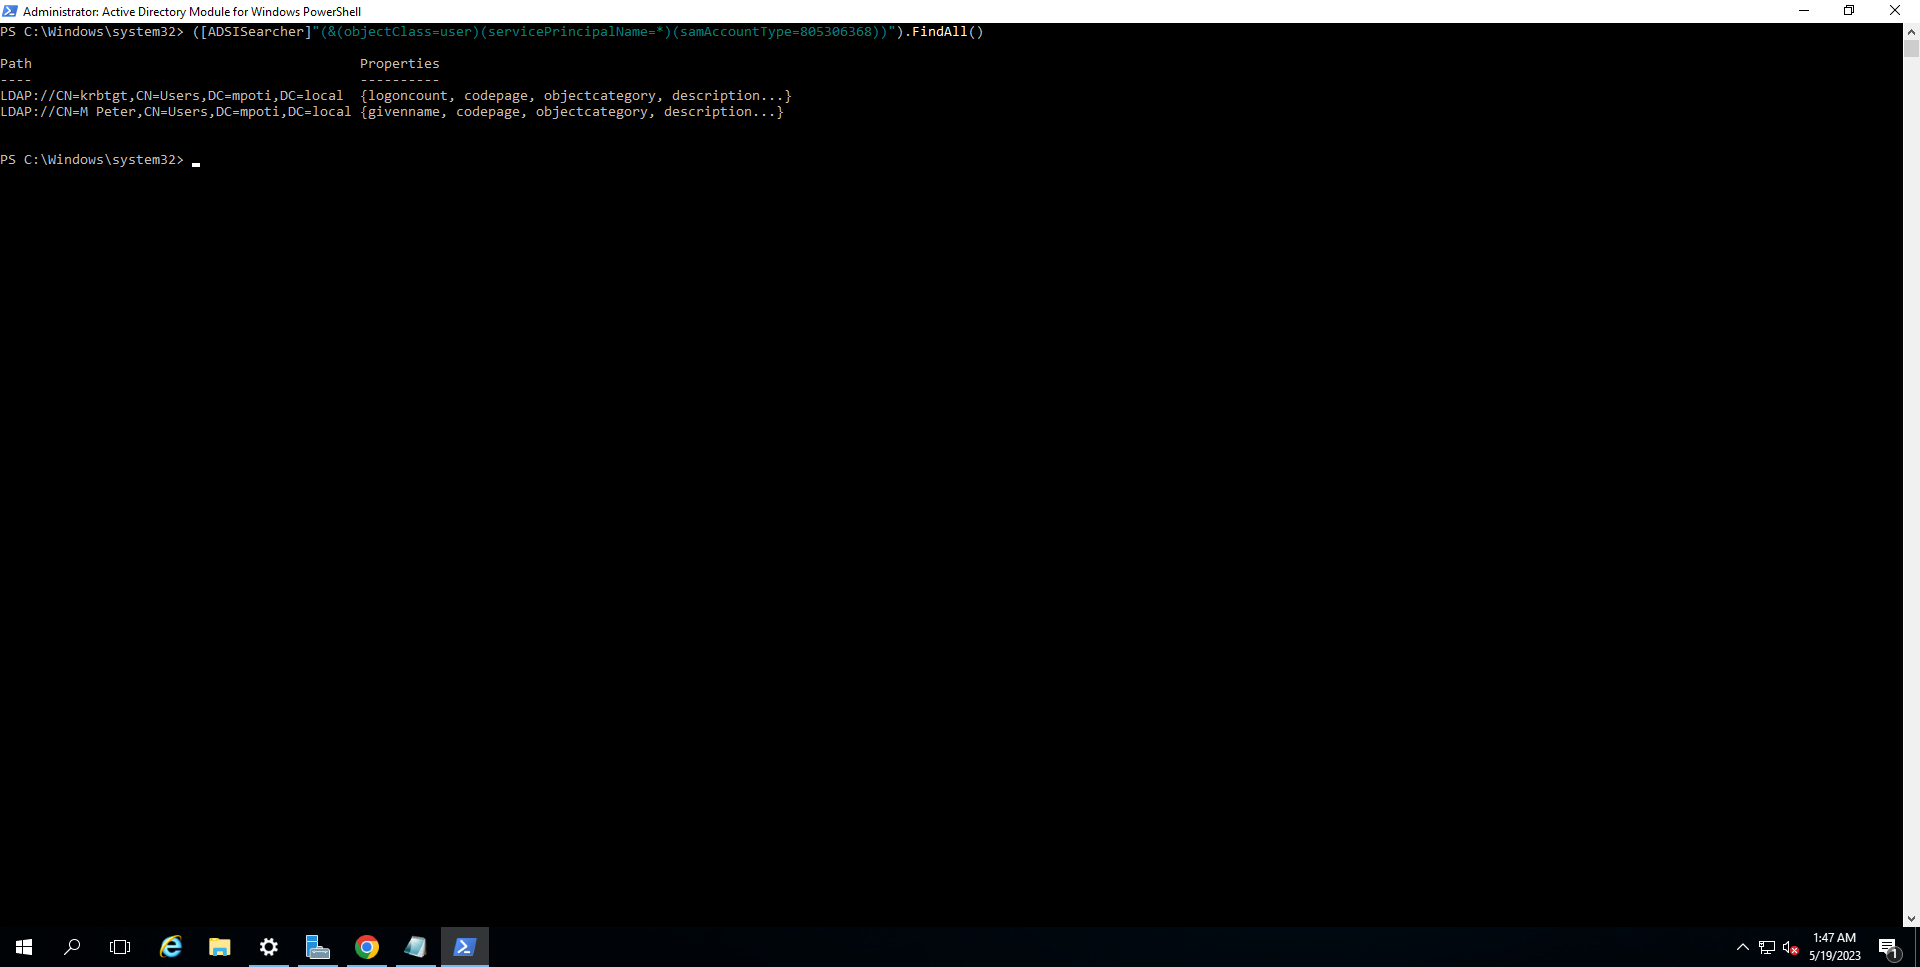 Administrator: Active Directory Module for Windows PowerShell
PS C:\Windows\system32> ([ADSISearcher]"(&(objectClass=user)(servicePrincipalName=*)(samAccountType=805306368))").FindAll()
Path                                         Properties
----                                         ----------
LDAP://CN=krbtgt,CN=Users,DC=mpoti,DC=local  {logoncount, codepage, objectcategory, description...}
LDAP://CN=M Peter,CN=Users,DC=mpoti,DC=local {givenname, codepage, objectcategory, description...}
PS C:\Windows\system32>
1:47 AM
5/19/2023
1